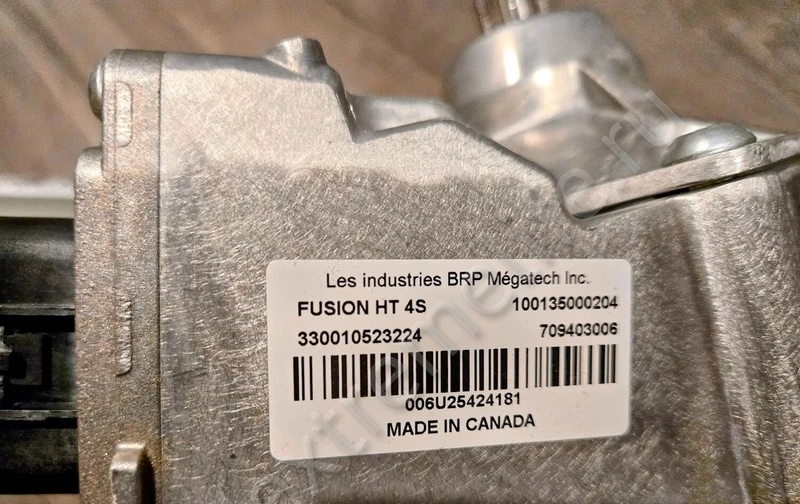 Les industries BRP Mégatech Inc.
FUSION HT 4S 100135000204
330010523224 709403006
006U25424181
MADE IN CANADA